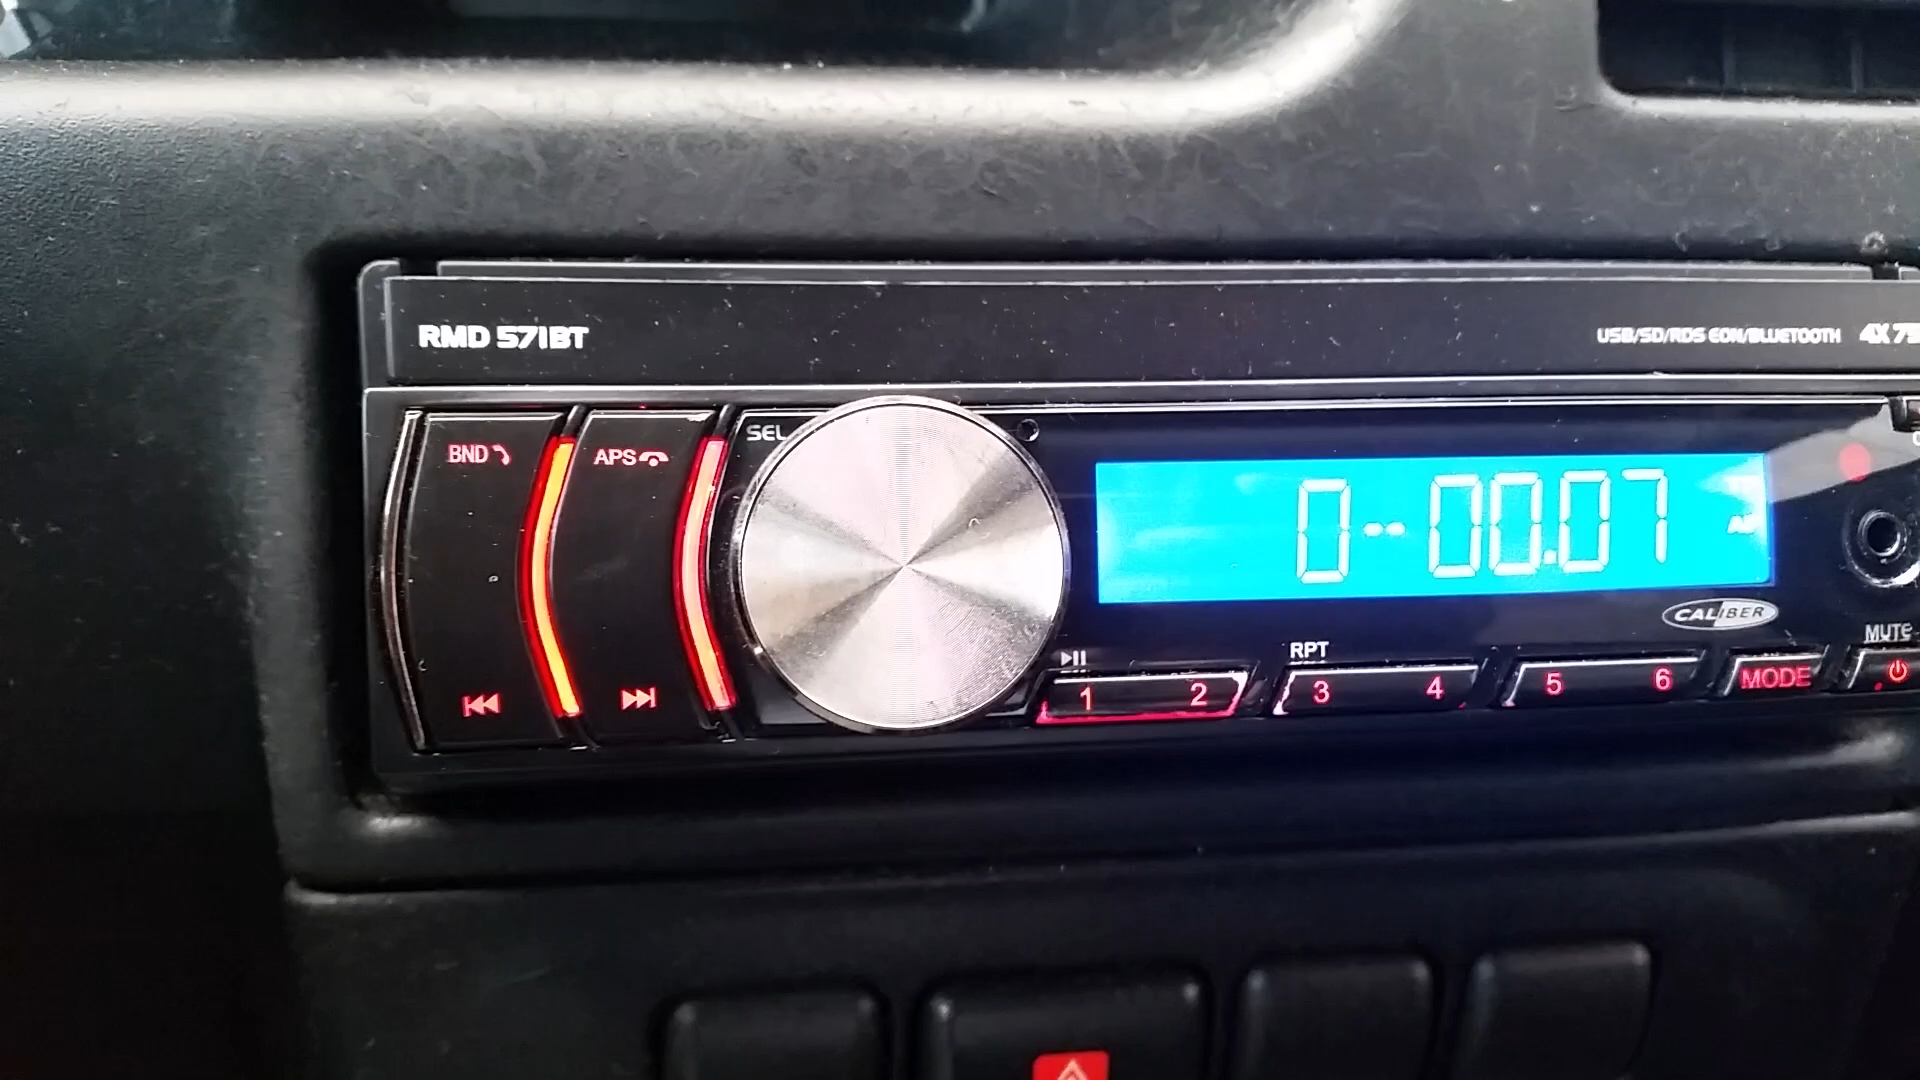 RMD 571BT
USB/SD/RDS EON/BLUETOOTH 4X75
BND
APS
SEL
0--00.07
CALIBER
MUTE
RPT
1 2
3 4
5 6
MODE